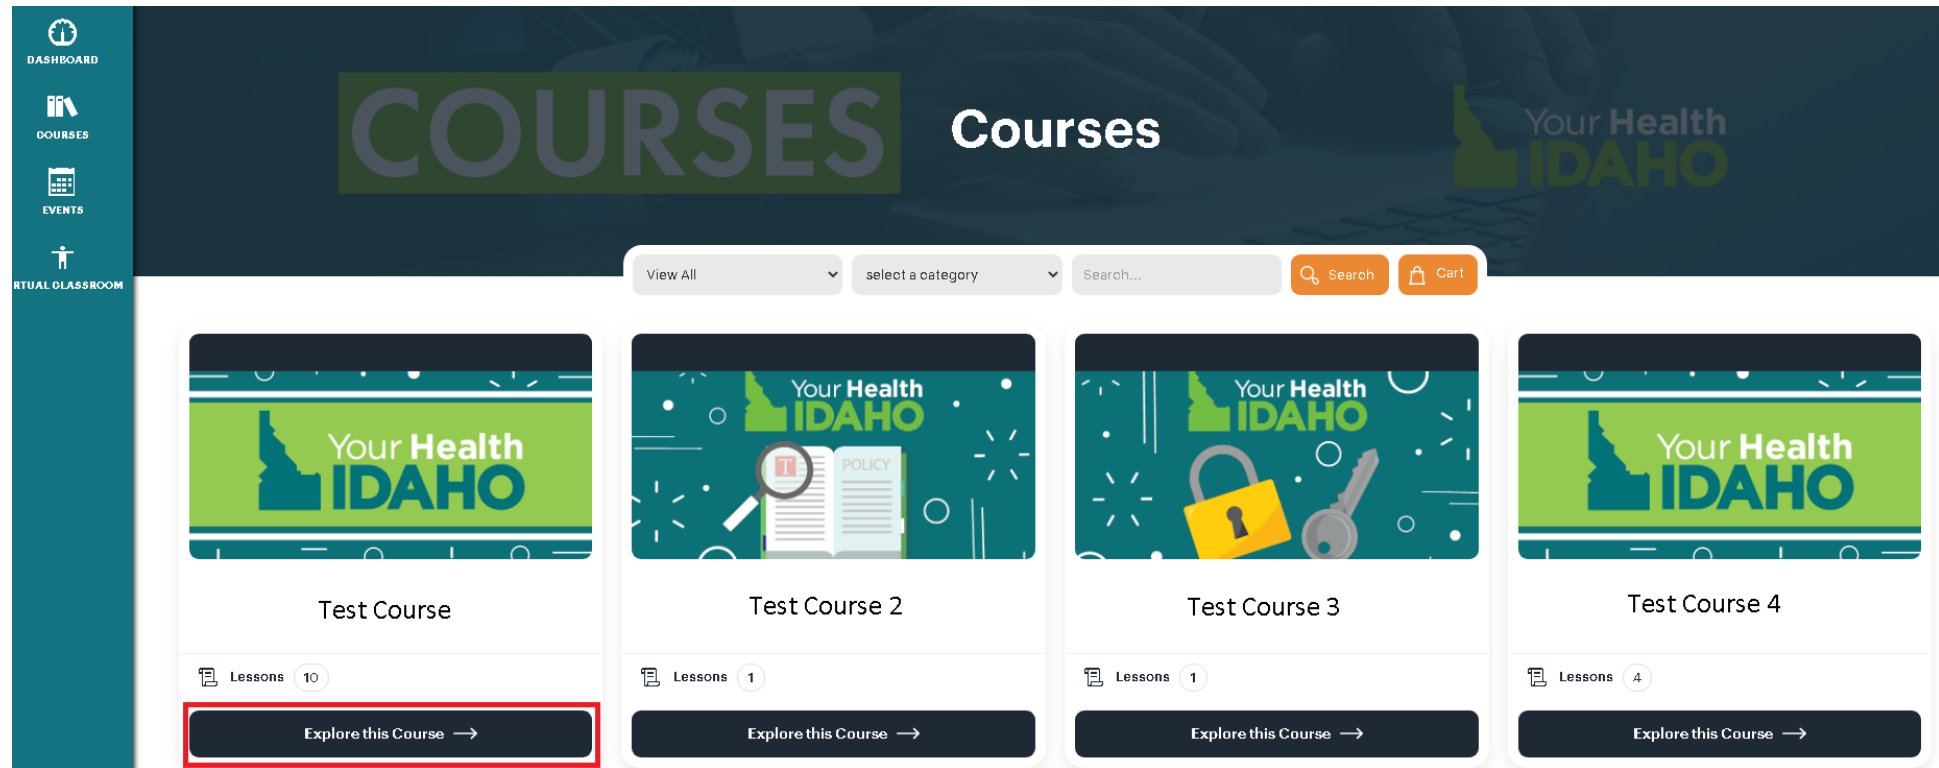 DASHBOARD
COURSES
EVENTS
RTUAL CLASSROOM
COURSES
Courses
Your Health
IDAHO
View All
select a category
Search...
Search
Cart
Your Health
IDAHO
Test Course
Lessons 10
Explore this Course →
Your Health
IDAHO
T
POLICY
Test Course 2
Lessons 1
Explore this Course →
Your Health
IDAHO
Test Course 3
Lessons 1
Explore this Course →
Your Health
IDAHO
Test Course 4
Lessons 4
Explore this Course →